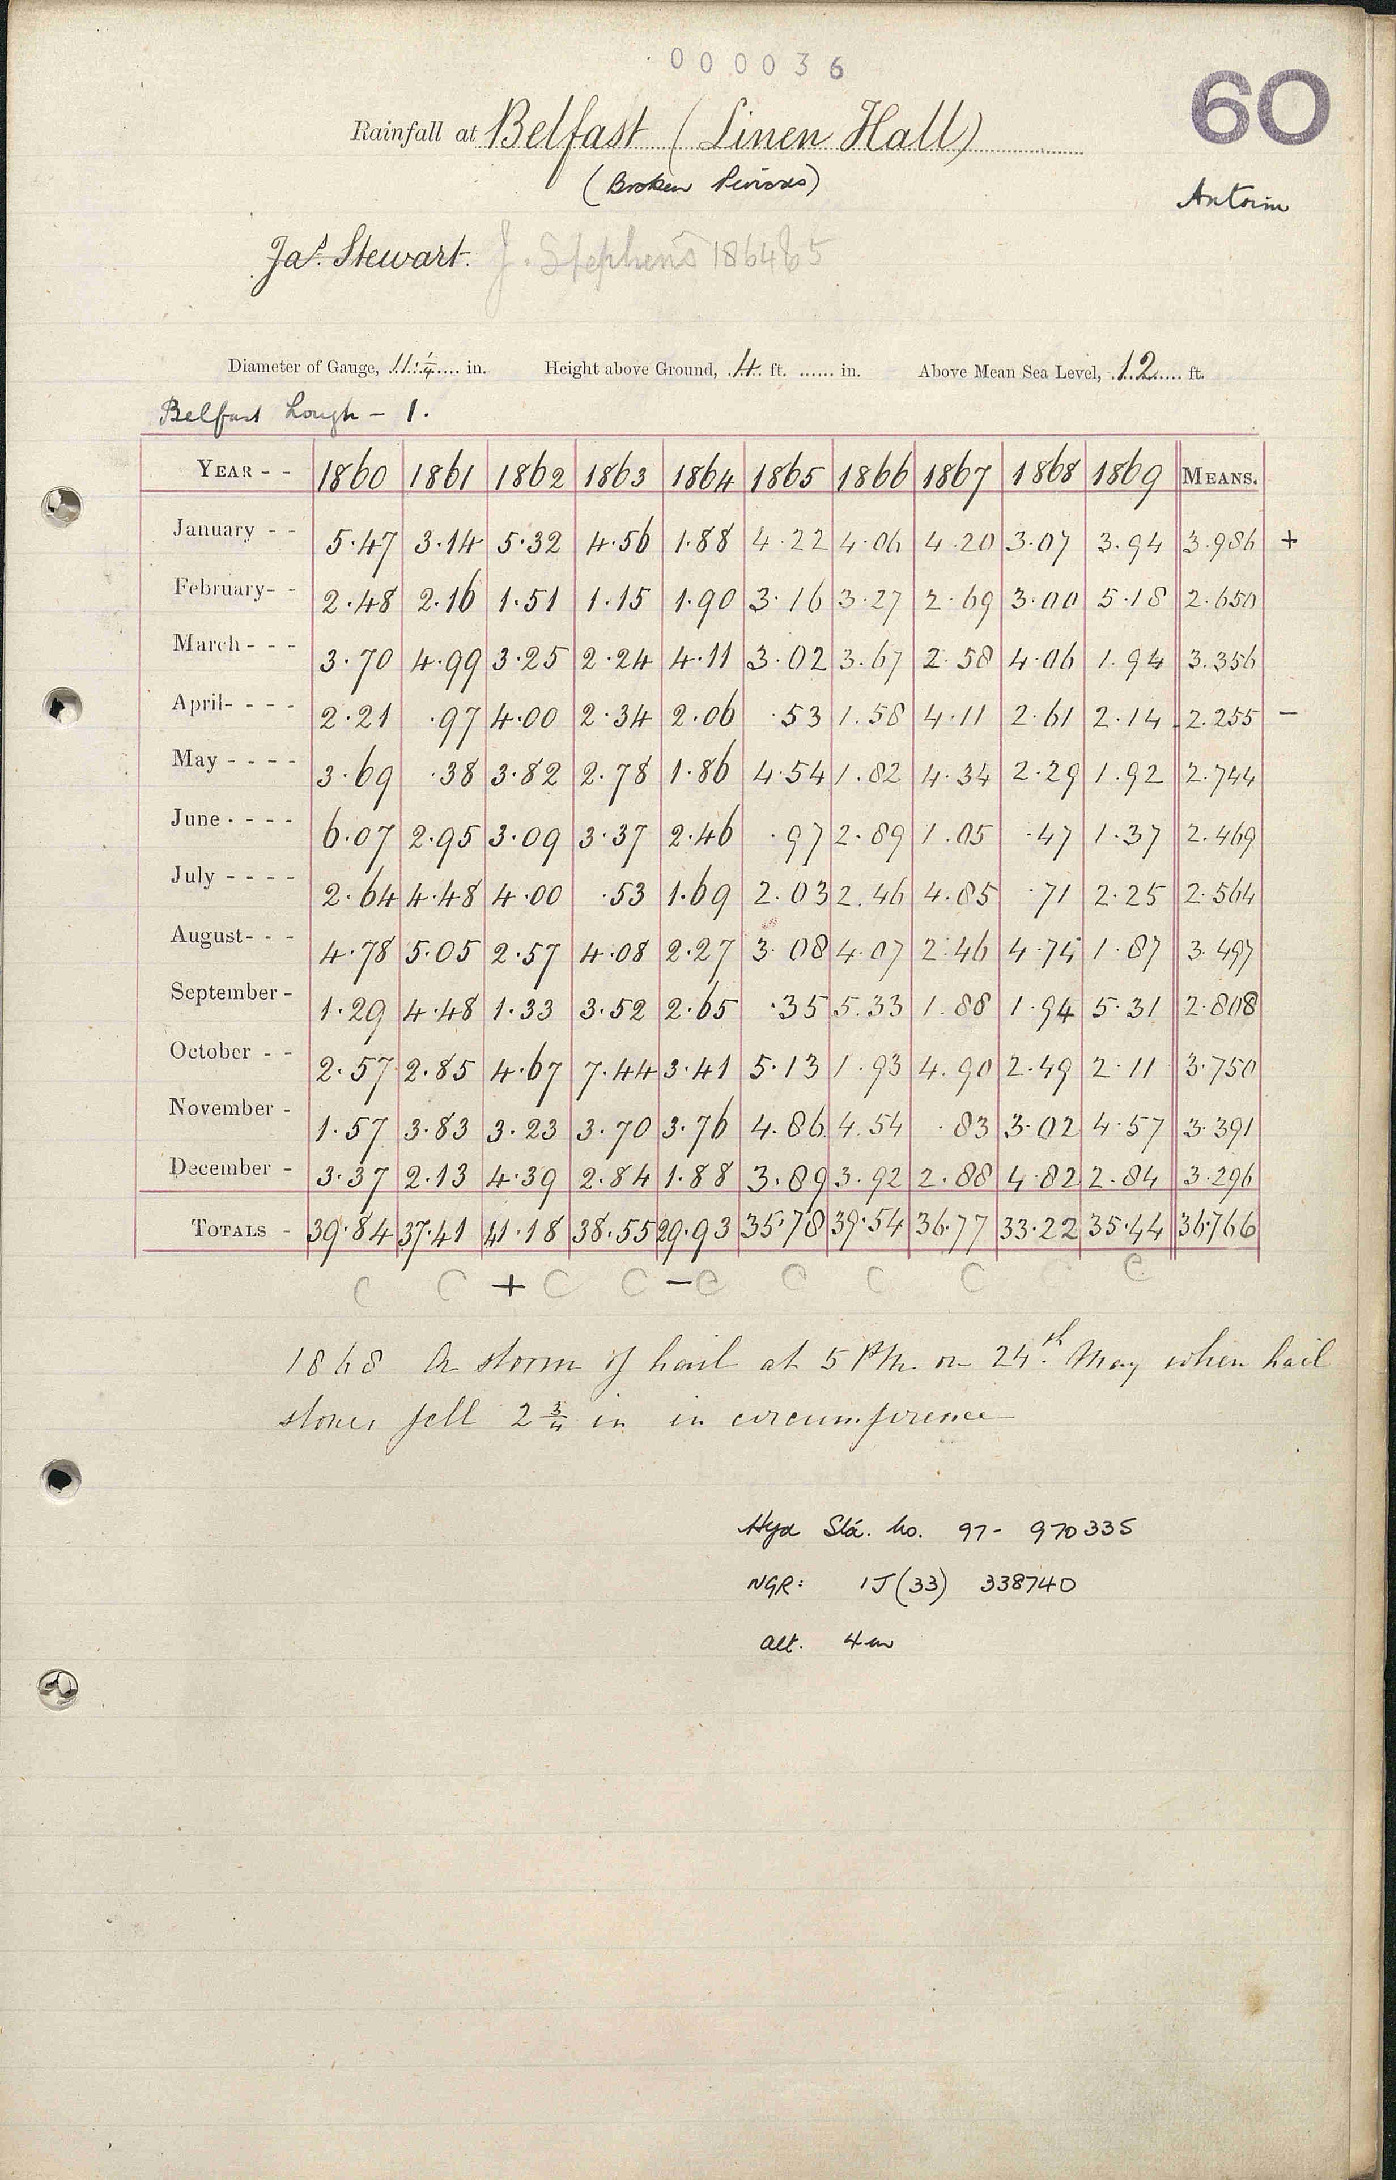 000036
60
Rainfall at Belfast (Linen Hall)
(Broken Periods)
Antrim
Jas. Stewart. J. Stephens 1864 & 5
Diameter of Gauge, 11 1/4 in. Height above Ground, 4 ft. ...... in. Above Mean Sea Level, 12 ft.
Belfast Lough - 1.
YEAR - - 1860 1861 1862 1863 1864 1865 1866 1867 1868 1869 MEANS.
January - - 5.47 3.14 5.32 4.56 1.88 4.22 4.06 4.20 3.07 3.94 3.986 +
February- - 2.48 2.16 1.51 1.15 1.90 3.16 3.27 2.69 3.00 5.18 2.650
March - - - 3.70 4.99 3.25 2.24 4.11 3.02 3.67 2.58 4.06 1.94 3.356
April- - - - 2.21 .97 4.00 2.34 2.06 .53 1.58 4.11 2.61 2.14 2.255 -
May - - - - 3.69 .38 3.82 2.78 1.86 4.54 1.82 4.34 2.29 1.92 2.744
June - - - - 6.07 2.95 3.09 3.37 2.46 .97 2.89 1.05 .47 1.37 2.469
July - - - - 2.64 4.48 4.00 .53 1.69 2.03 2.46 4.85 .71 2.25 2.564
August- - - 4.78 5.05 2.57 4.08 2.27 3.08 4.07 2.46 4.74 1.87 3.497
September - 1.29 4.48 1.33 3.52 2.65 .35 5.33 1.88 1.94 5.31 2.808
October - - 2.57 2.85 4.67 7.44 3.41 5.13 1.93 4.90 2.49 2.11 3.750
November - 1.57 3.83 3.23 3.70 3.76 4.86 4.54 .83 3.02 4.57 3.391
December - 3.37 2.13 4.39 2.84 1.88 3.89 3.92 2.88 4.82 2.84 3.296
TOTALS - 39.84 37.41 41.18 38.55 29.93 35.78 39.54 36.77 33.22 35.44 36.766
C C + C C - C C C C C C
1868 A storm of hail at 5 PM on 24th. May when hail
stones fell 2 3/4 in in circumference
Hyd Sta. No. 97- 970335
NGR: IJ (33) 338740
alt. 4m